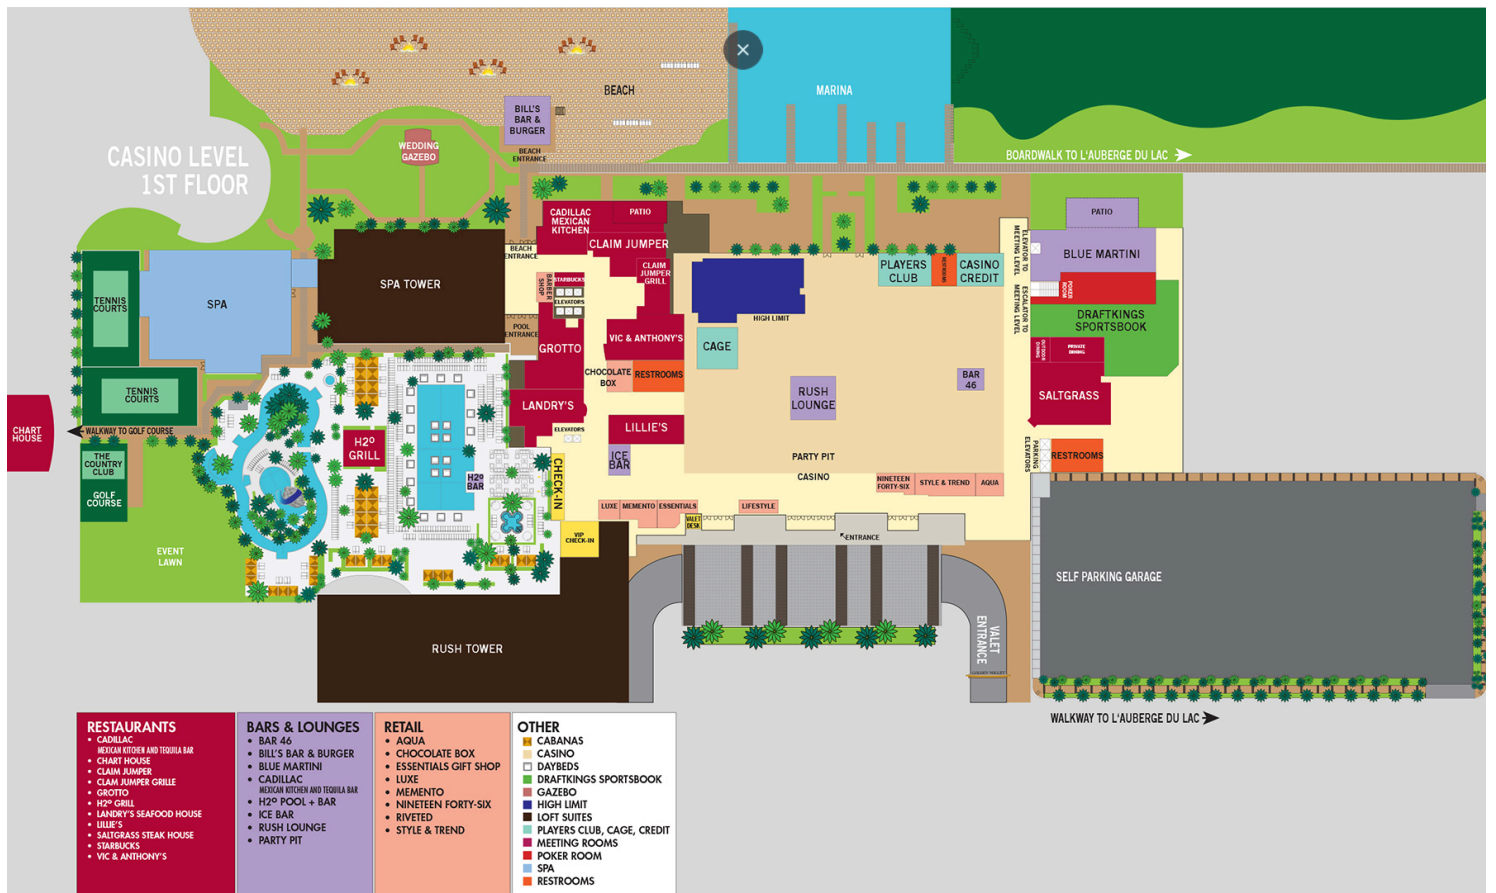 BEACH
MARINA
BILL'S
BAR &
BURGER
BEACH
ENTRANCE
WEDDING
GAZEBO
CASINO LEVEL
1ST FLOOR
BOARDWALK TO L'AUBERGE DU LAC
CADILLAC
MEXICAN
KITCHEN
PATIO
CLAIM JUMPER
CLAIM
JUMPER
GRILL
BEACH
ENTRANCE
BARBER
SHOP
STARBUCKS
ELEVATORS
POOL
ENTRANCE
GROTTO
VIC & ANTHONY'S
CHOCOLATE
BOX
RESTROOMS
LANDRY'S
ELEVATORS
LILLIE'S
ICE
BAR
CHECK-IN
VIP
CHECK-IN
LUXE
MEMENTO
ESSENTIALS
LIFESTYLE
VALET
DESK
SPA TOWER
SPA
TENNIS
COURTS
TENNIS
COURTS
WALKWAY TO GOLF COURSE
CHART
HOUSE
THE
COUNTRY
CLUB
GOLF
COURSE
EVENT
LAWN
H2O
GRILL
H2O
BAR
HIGH LIMIT
CAGE
PLAYERS
CLUB
RESTROOMS
CASINO
CREDIT
RUSH
LOUNGE
BAR
46
PARTY PIT
CASINO
NINETEEN
FORTY-SIX
STYLE & TREND
AQUA
ENTRANCE
ELEVATOR TO
MEETING LEVEL
ESCALATOR TO
MEETING LEVEL
PATIO
BLUE MARTINI
POKER
ROOM
DRAFTKINGS
SPORTSBOOK
OUTDOOR
DINING
PRIVATE
DINING
SALTGRASS
PARKING
ELEVATORS
RESTROOMS
SELF PARKING GARAGE
VALET
ENTRANCE
RUSH TOWER
WALKWAY TO L'AUBERGE DU LAC
RESTAURANTS
• CADILLAC
MEXICAN KITCHEN AND TEQUILA BAR
• CHART HOUSE
• CLAIM JUMPER
• CLAM JUMPER GRILLE
• GROTTO
• H2O GRILL
• LANDRY'S SEAFOOD HOUSE
• LILLIE'S
• SALTGRASS STEAK HOUSE
• STARBUCKS
• VIC & ANTHONY'S
BARS & LOUNGES
• BAR 46
• BILL'S BAR & BURGER
• BLUE MARTINI
• CADILLAC
MEXICAN KITCHEN AND TEQUILA BAR
• H2O POOL + BAR
• ICE BAR
• RUSH LOUNGE
• PARTY PIT
RETAIL
• AQUA
• CHOCOLATE BOX
• ESSENTIALS GIFT SHOP
• LUXE
• MEMENTO
• NINETEEN FORTY-SIX
• RIVETED
• STYLE & TREND
OTHER
CABANAS
CASINO
DAYBEDS
DRAFTKINGS SPORTSBOOK
GAZEBO
HIGH LIMIT
LOFT SUITES
PLAYERS CLUB, CAGE, CREDIT
MEETING ROOMS
POKER ROOM
SPA
RESTROOMS